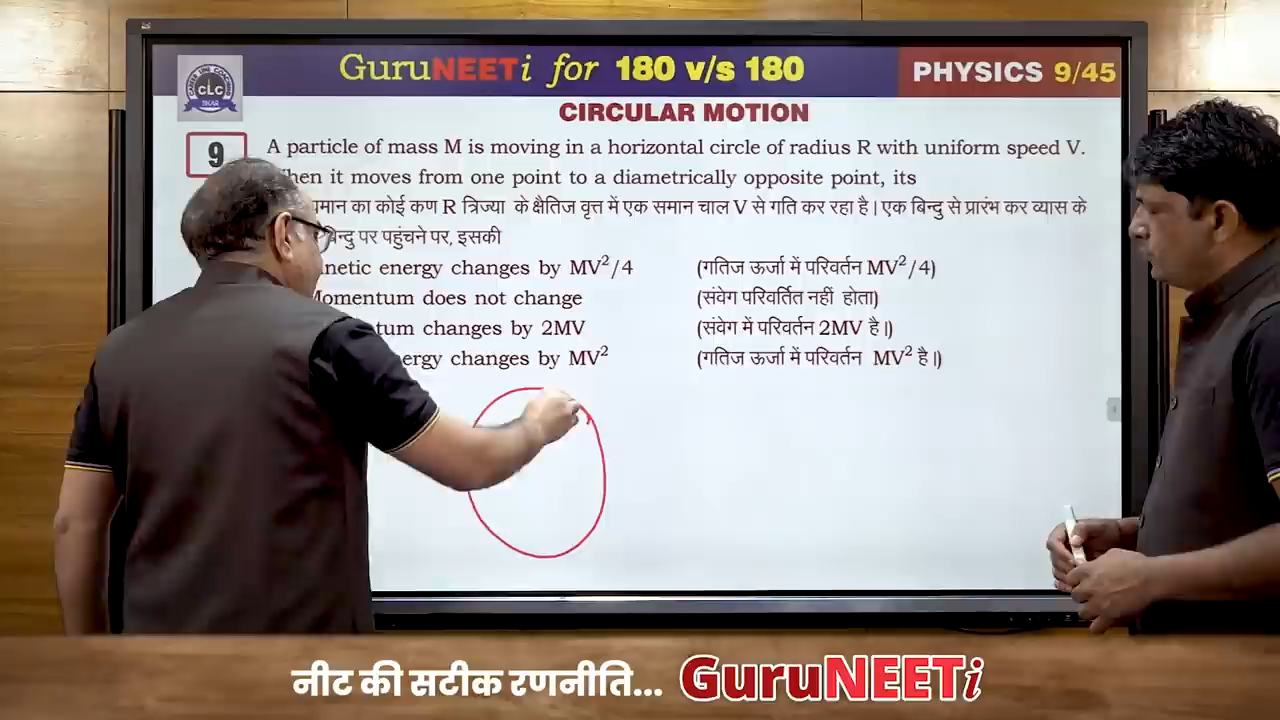 GuruNEETi for 180 v/s 180
PHYSICS 9/45
CLC
SIKAR
CIRCULAR MOTION
9
A particle of mass M is moving in a horizontal circle of radius R with uniform speed V.
it moves from one point to a diametrically opposite point, its
का कोई कण R त्रिज्या के क्षैतिज वृत्त में एक समान चाल V से गति कर रहा है। एक बिन्दु से प्रारंभ कर व्यास के
पर पहुंचने पर, इसकी
energy changes by MV²/4 (गतिज ऊर्जा में परिवर्तन MV²/4)
Momentum does not change (संवेग परिवर्तित नहीं होता)
changes by 2MV (संवेग में परिवर्तन 2MV है।)
changes by MV² (गतिज ऊर्जा में परिवर्तन MV² है।)
नीट की सटीक रणनीति... GuruNEETi